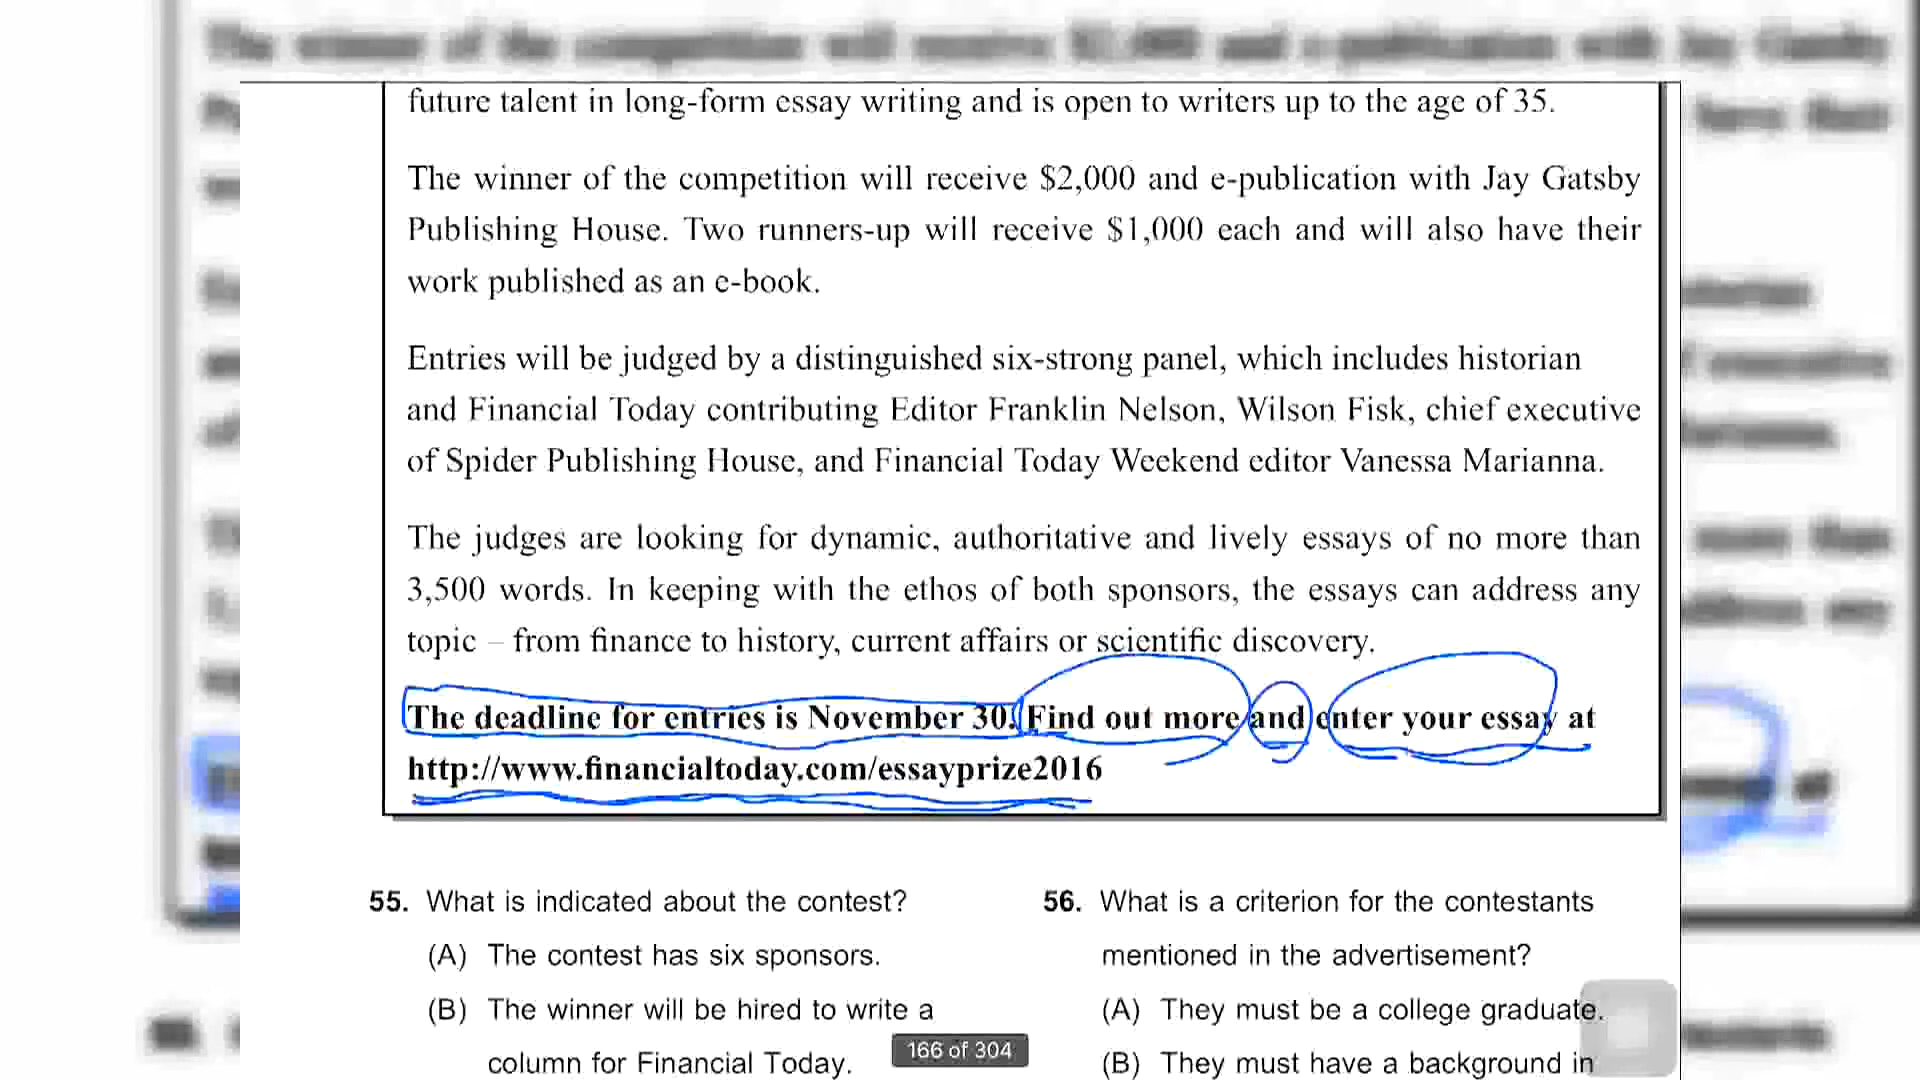 future talent in long-form essay writing and is open to writers up to the age of 35.
The winner of the competition will receive $2,000 and e-publication with Jay Gatsby
Publishing House. Two runners-up will receive $1,000 each and will also have their
work published as an e-book.
Entries will be judged by a distinguished six-strong panel, which includes historian
and Financial Today contributing Editor Franklin Nelson, Wilson Fisk, chief executive
of Spider Publishing House, and Financial Today Weekend editor Vanessa Marianna.
The judges are looking for dynamic, authoritative and lively essays of no more than
3,500 words. In keeping with the ethos of both sponsors, the essays can address any
topic – from finance to history, current affairs or scientific discovery.
The deadline for entries is November 30. Find out more and enter your essay at
http://www.financialtoday.com/essayprize2016
55. What is indicated about the contest?
(A) The contest has six sponsors.
(B) The winner will be hired to write a
column for Financial Today.
56. What is a criterion for the contestants
mentioned in the advertisement?
(A) They must be a college graduate.
(B) They must have a background in
166 of 304